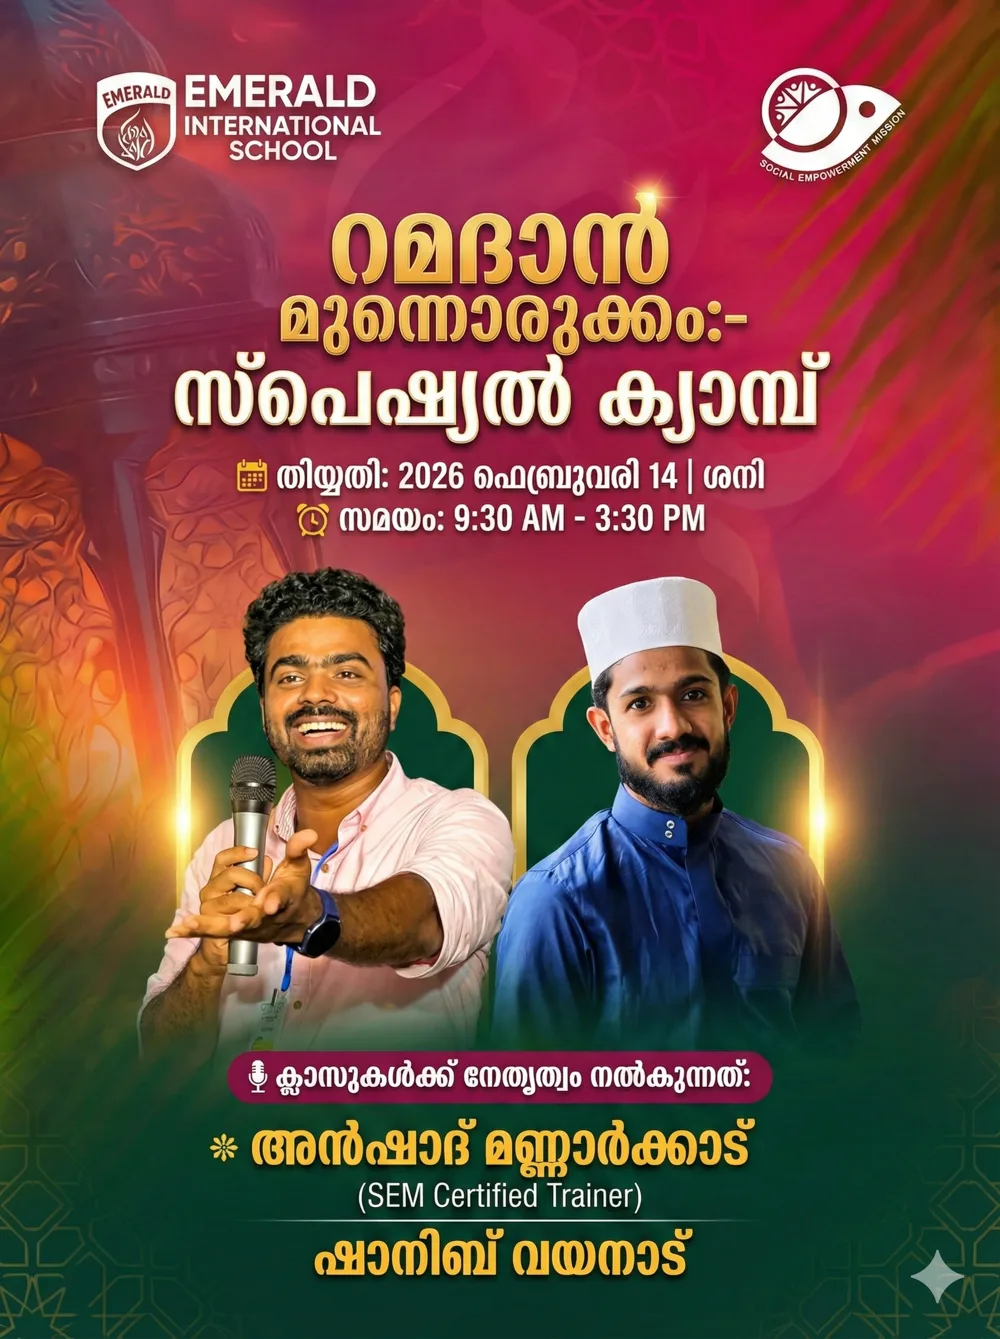 EMERALD
EMERALD
INTERNATIONAL
SCHOOL
SOCIAL EMPOWERMENT MISSION
റമദാൻ
മുന്നൊരുക്കം:-
സ്പെഷ്യൽ ക്യാമ്പ്
തിയ്യതി: 2026 ഫെബ്രുവരി 14 | ശനി
സമയം: 9:30 AM - 3:30 PM
ക്ലാസുകൾക്ക് നേതൃത്വം നൽകുന്നത്:
അൻഷാദ് മണ്ണാർക്കാട്
(SEM Certified Trainer)
ഷാനിബ് വയനാട്